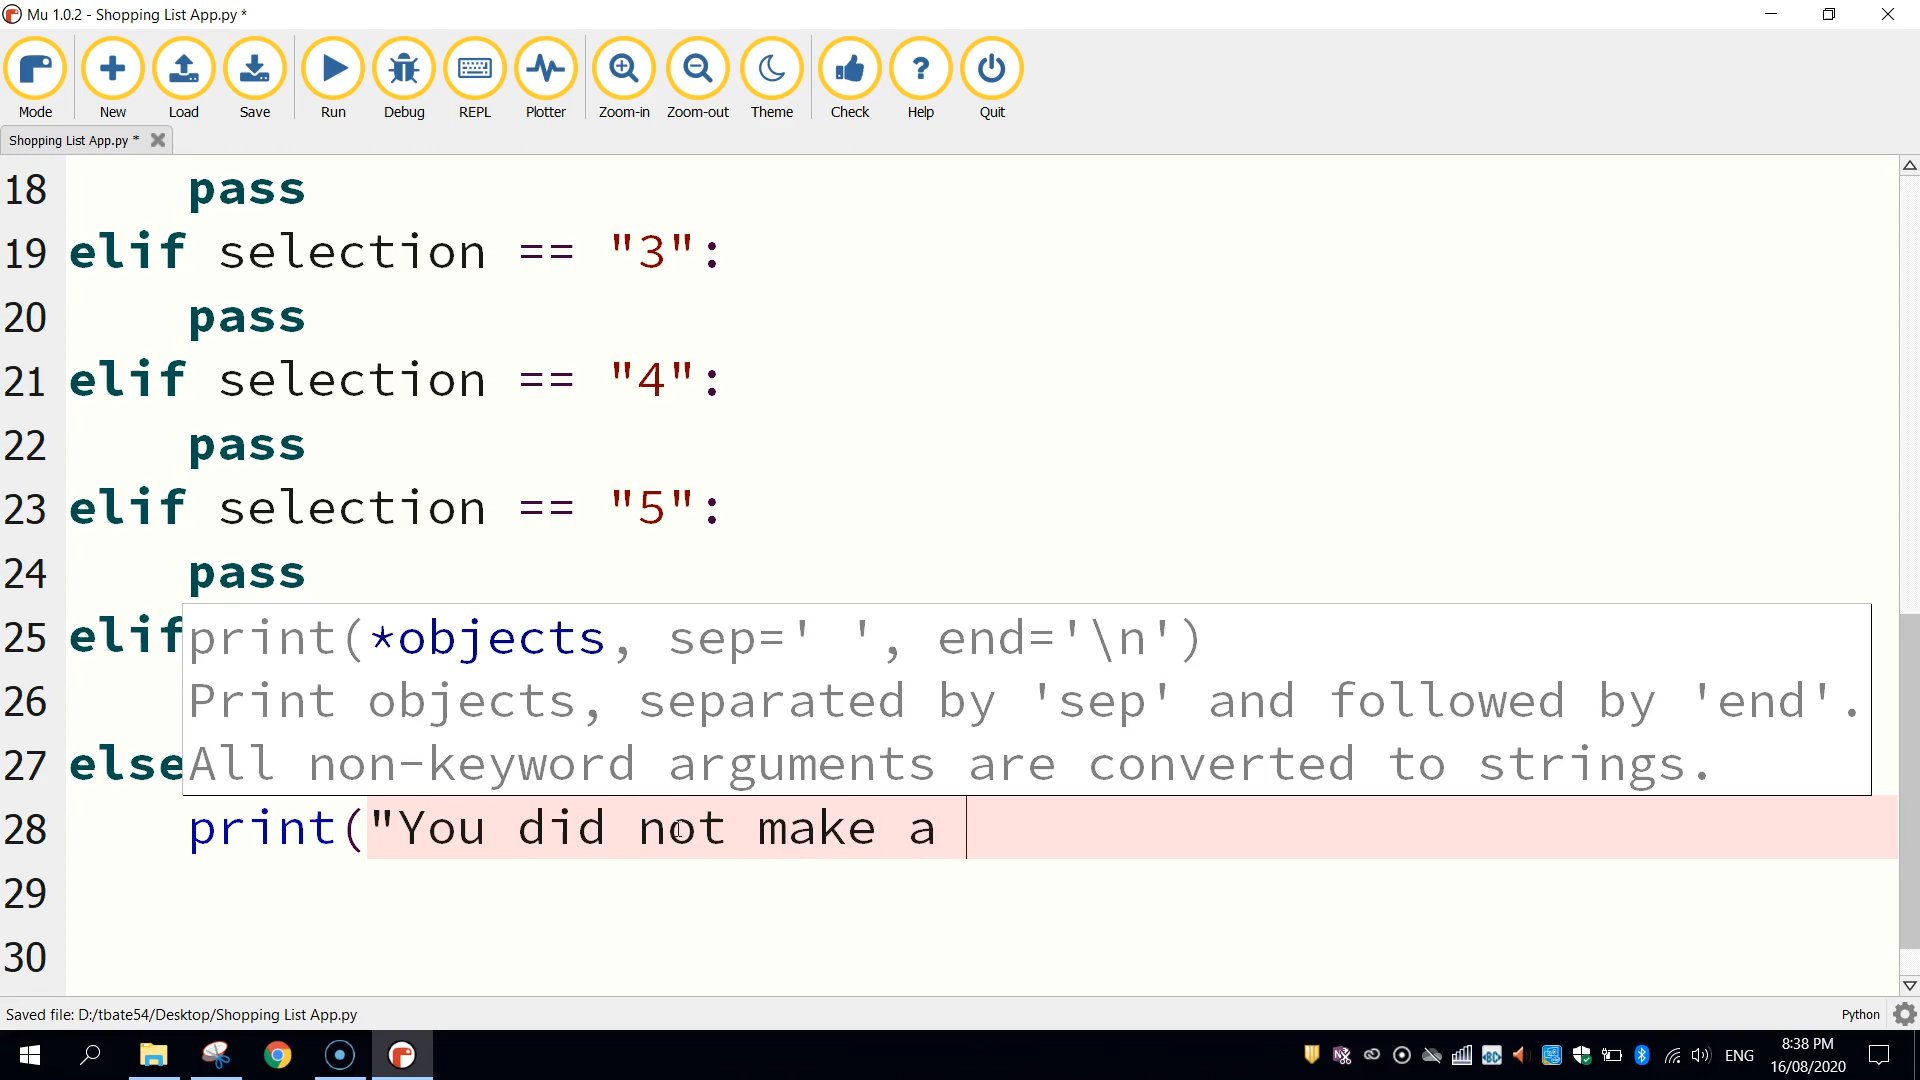 Mu 1.0.2 - Shopping List App.py *
Mode New Load Save Run Debug REPL Plotter Zoom-in Zoom-out Theme Check Help Quit
Shopping List App.py *
18 pass
19 elif selection == "3":
20 pass
21 elif selection == "4":
22 pass
23 elif selection == "5":
24 pass
25 elif
print(*objects, sep=' ', end='\n')
26
Print objects, separated by 'sep' and followed by 'end'.
27 else
All non-keyword arguments are converted to strings.
28 print("You did not make a
29
30
Saved file: D:/tbate54/Desktop/Shopping List App.py
Python
ENG
8:38 PM
16/08/2020